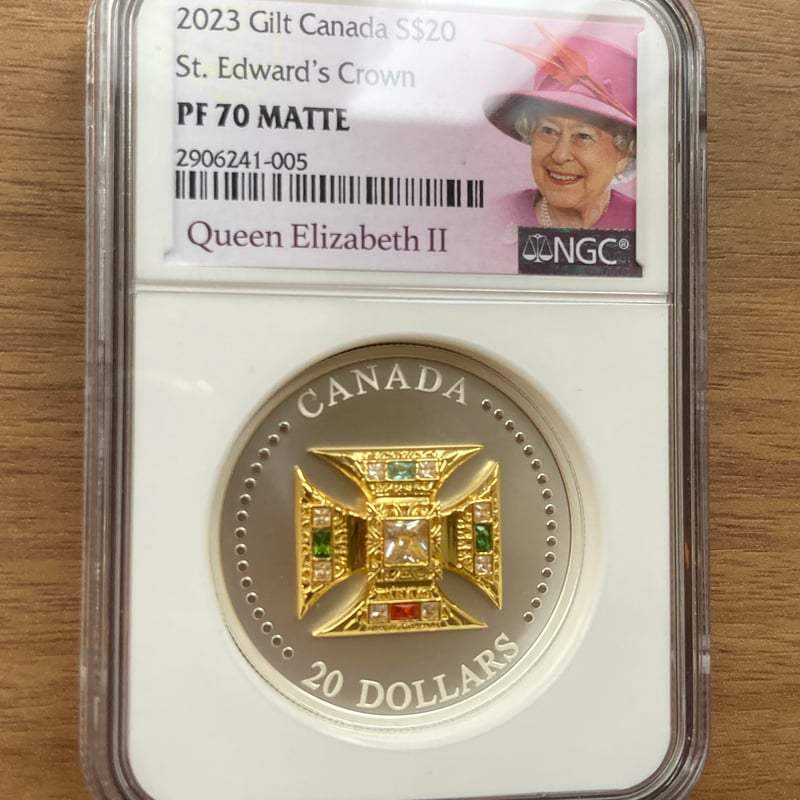 2023 Gilt Canada S$20
St. Edward's Crown
PF 70 MATTE
2906241-005
Queen Elizabeth II
NGC®
CANADA
20 DOLLARS